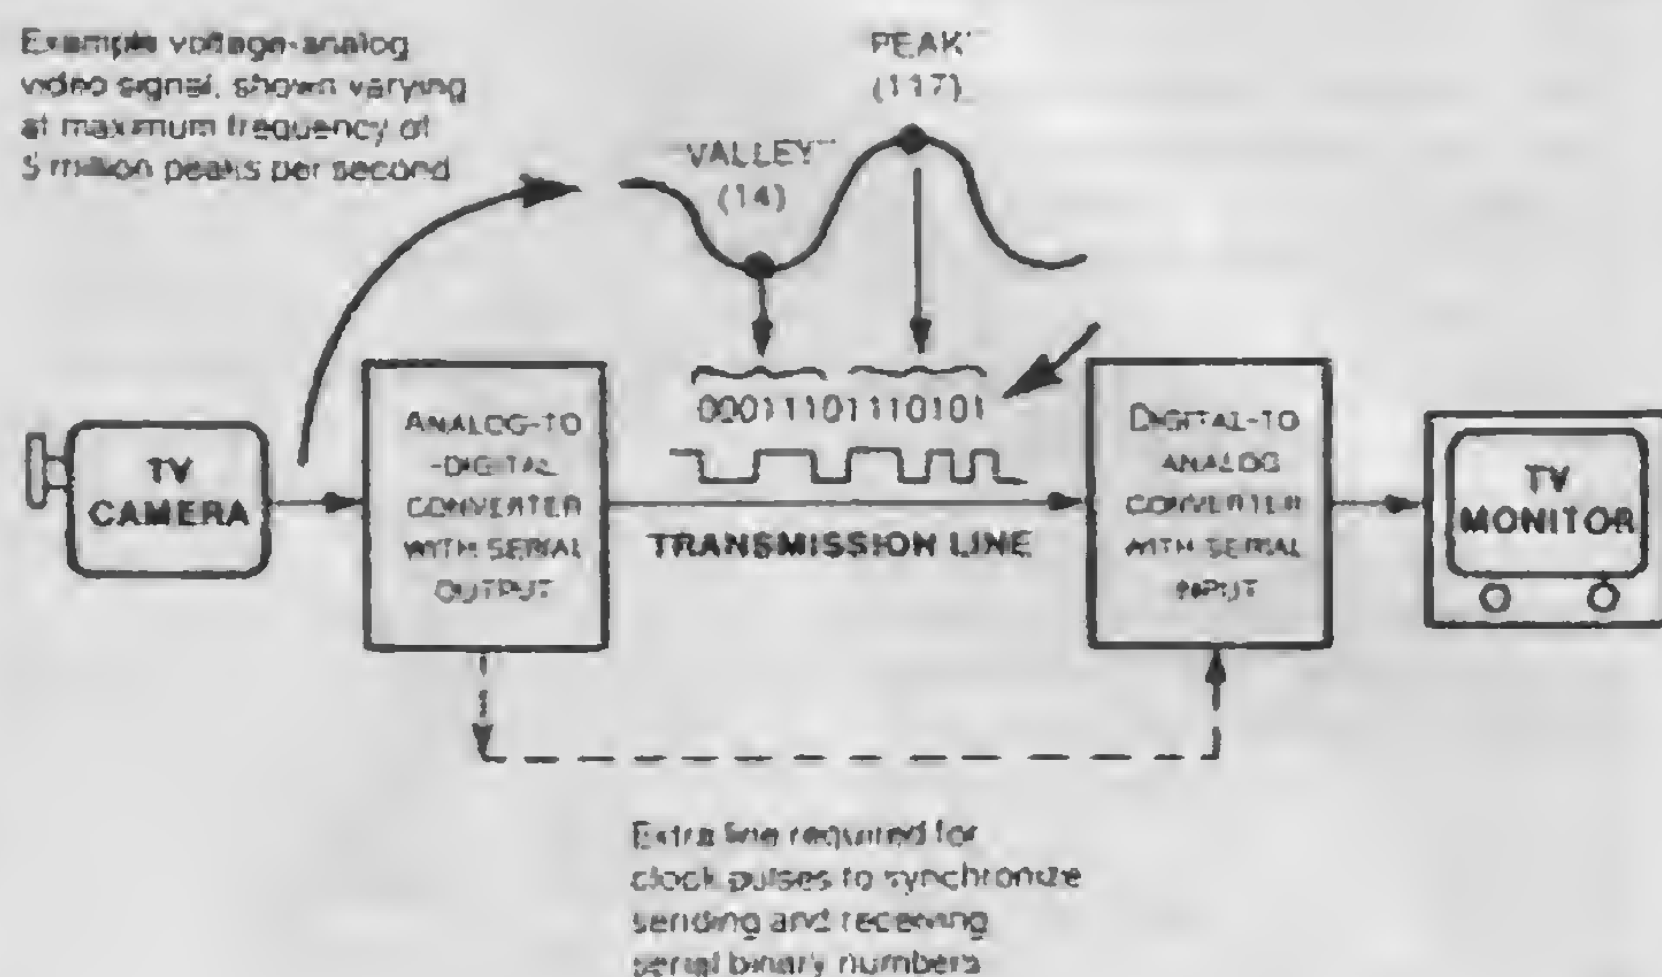 Example voltage-analog
video signal, shown varying
at maximum frequency of
5 million peaks per second
VALLEY
(14)
PEAK
(117)
00011101110101
TV
CAMERA
ANALOG-TO
-DIGITAL
CONVERTER
WITH SERIAL
OUTPUT
TRANSMISSION LINE
DIGITAL-TO
ANALOG
CONVERTER
WITH SERIAL
INPUT
TV
MONITOR
Extra line required for
clock pulses to synchronize
sending and receiving
serial binary numbers